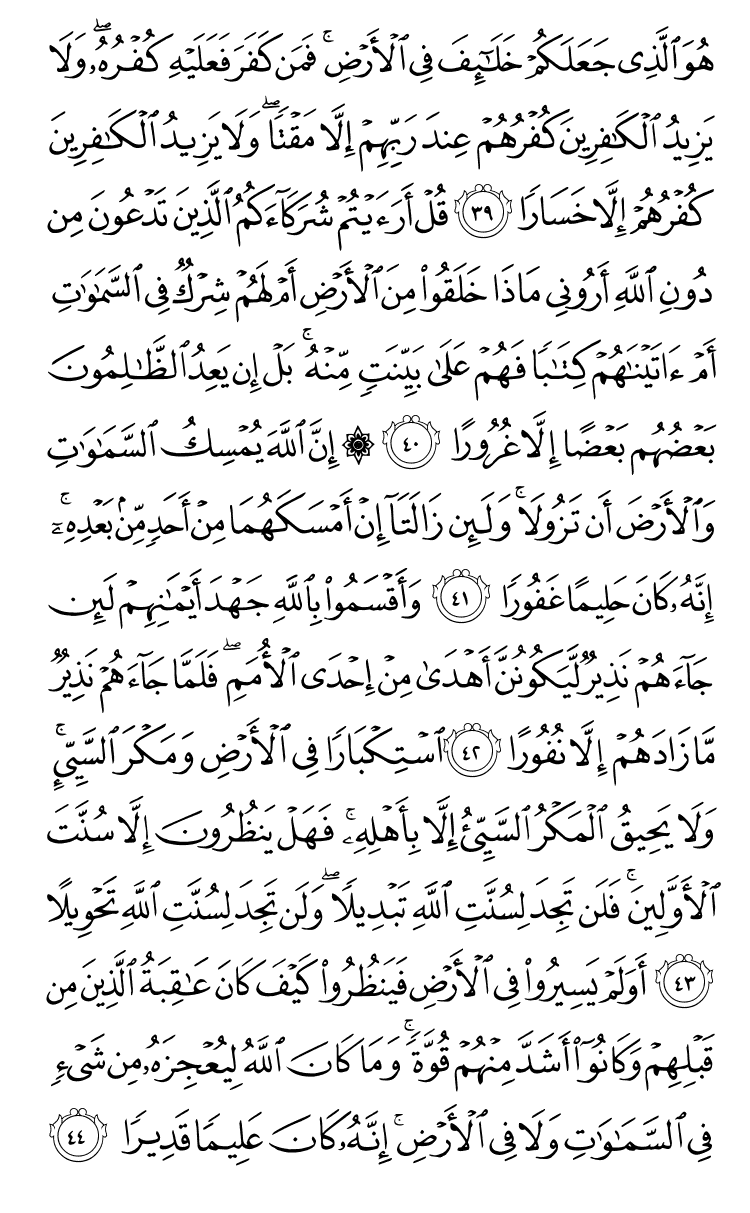 هُوَ ٱلَّذِى جَعَلَكُمْ خَلَٰٓئِفَ فِى ٱلْأَرْضِ ۚ فَمَن كَفَرَ فَعَلَيْهِ كُفْرُهُۥ ۖ وَلَا
يَزِيدُ ٱلْكَٰفِرِينَ كُفْرُهُمْ عِندَ رَبِّهِمْ إِلَّا مَقْتًا ۖ وَلَا يَزِيدُ ٱلْكَٰفِرِينَ
كُفْرُهُمْ إِلَّا خَسَارًا ٣٩ قُلْ أَرَءَيْتُمْ شُرَكَآءَكُمُ ٱلَّذِينَ تَدْعُونَ مِن
دُونِ ٱللَّهِ أَرُونِى مَاذَا خَلَقُوا۟ مِنَ ٱلْأَرْضِ أَمْ لَهُمْ شِرْكٌ فِى ٱلسَّمَٰوَٰتِ
أَمْ ءَاتَيْنَٰهُمْ كِتَٰبًا فَهُمْ عَلَىٰ بَيِّنَتٍ مِّنْهُ ۚ بَلْ إِن يَعِدُ ٱلظَّٰلِمُونَ
بَعْضُهُم بَعْضًا إِلَّا غُرُورًا ٤٠ ۞ إِنَّ ٱللَّهَ يُمْسِكُ ٱلسَّمَٰوَٰتِ
وَٱلْأَرْضَ أَن تَزُولَا ۚ وَلَئِن زَالَتَآ إِنْ أَمْسَكَهُمَا مِنْ أَحَدٍ مِّنۢ بَعْدِهِۦٓ ۚ
إِنَّهُۥ كَانَ حَلِيمًا غَفُورًا ٤١ وَأَقْسَمُوا۟ بِٱللَّهِ جَهْدَ أَيْمَٰنِهِمْ لَئِن
جَآءَهُمْ نَذِيرٌ لَّيَكُونُنَّ أَهْدَىٰ مِنْ إِحْدَى ٱلْأُمَمِ ۖ فَلَمَّا جَآءَهُمْ نَذِيرٌ
مَّا زَادَهُمْ إِلَّا نُفُورًا ٤٢ ٱسْتِكْبَارًا فِى ٱلْأَرْضِ وَمَكْرَ ٱلسَّيِّئِ ۚ
وَلَا يَحِيقُ ٱلْمَكْرُ ٱلسَّيِّئُ إِلَّا بِأَهْلِهِۦ ۚ فَهَلْ يَنظُرُونَ إِلَّا سُنَّتَ
ٱلْأَوَّلِينَ ۚ فَلَن تَجِدَ لِسُنَّتِ ٱللَّهِ تَبْدِيلًا ۖ وَلَن تَجِدَ لِسُنَّتِ ٱللَّهِ تَحْوِيلًا
٤٣ أَوَلَمْ يَسِيرُوا۟ فِى ٱلْأَرْضِ فَيَنظُرُوا۟ كَيْفَ كَانَ عَٰقِبَةُ ٱلَّذِينَ مِن
قَبْلِهِمْ وَكَانُوٓا۟ أَشَدَّ مِنْهُمْ قُوَّةً ۚ وَمَا كَانَ ٱللَّهُ لِيُعْجِزَهُۥ مِن شَىْءٍ
فِى ٱلسَّمَٰوَٰتِ وَلَا فِى ٱلْأَرْضِ ۚ إِنَّهُۥ كَانَ عَلِيمًا قَدِيرًا ٤٤